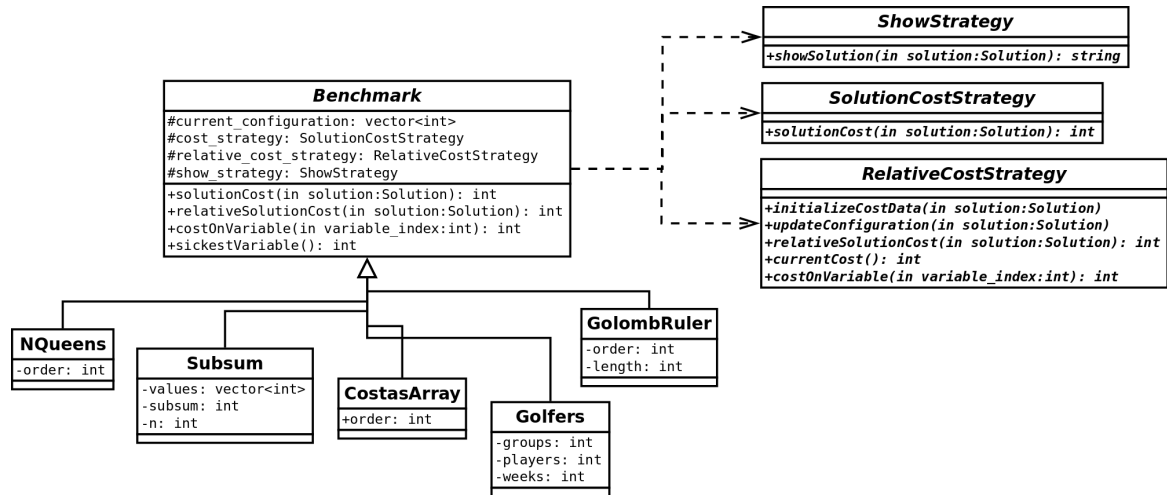 ShowStrategy
+showSolution(in solution:Solution): string
SolutionCostStrategy
+solutionCost(in solution:Solution): int
RelativeCostStrategy
+initializeCostData(in solution:Solution)
+updateConfiguration(in solution:Solution)
+relativeSolutionCost(in solution:Solution): int
+currentCost(): int
+costOnVariable(in variable_index:int): int
Benchmark
#current_configuration: vector<int>
#cost_strategy: SolutionCostStrategy
#relative_cost_strategy: RelativeCostStrategy
#show_strategy: ShowStrategy
+solutionCost(in solution:Solution): int
+relativeSolutionCost(in solution:Solution): int
+costOnVariable(in variable_index:int): int
+sickestVariable(): int
NQueens
-order: int
Subsum
-values: vector<int>
-subsum: int
-n: int
CostasArray
+order: int
Golfers
-groups: int
-players: int
-weeks: int
GolombRuler
-order: int
-length: int